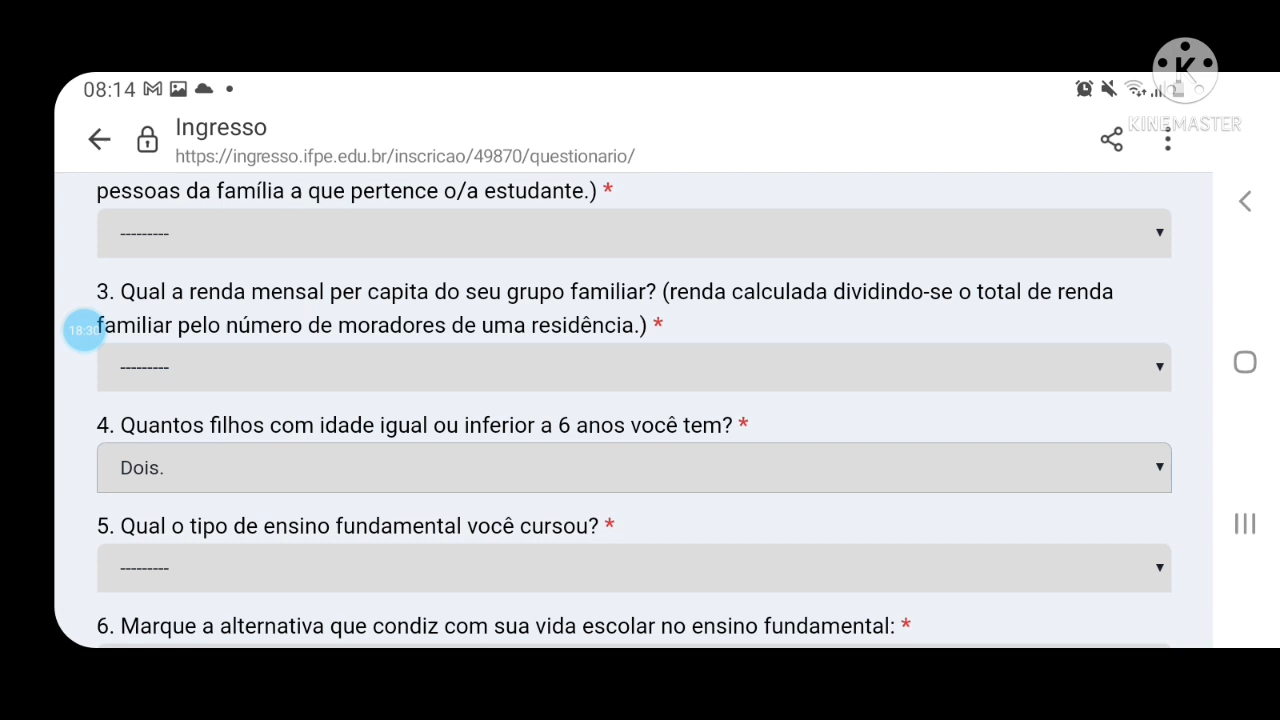 08:14
KINEMASTER
Ingresso
https://ingresso.ifpe.edu.br/inscricao/49870/questionario/
pessoas da família a que pertence o/a estudante.) *
---------
3. Qual a renda mensal per capita do seu grupo familiar? (renda calculada dividindo-se o total de renda
familiar pelo número de moradores de uma residência.) *
18:30
---------
4. Quantos filhos com idade igual ou inferior a 6 anos você tem? *
Dois.
5. Qual o tipo de ensino fundamental você cursou? *
---------
6. Marque a alternativa que condiz com sua vida escolar no ensino fundamental: *